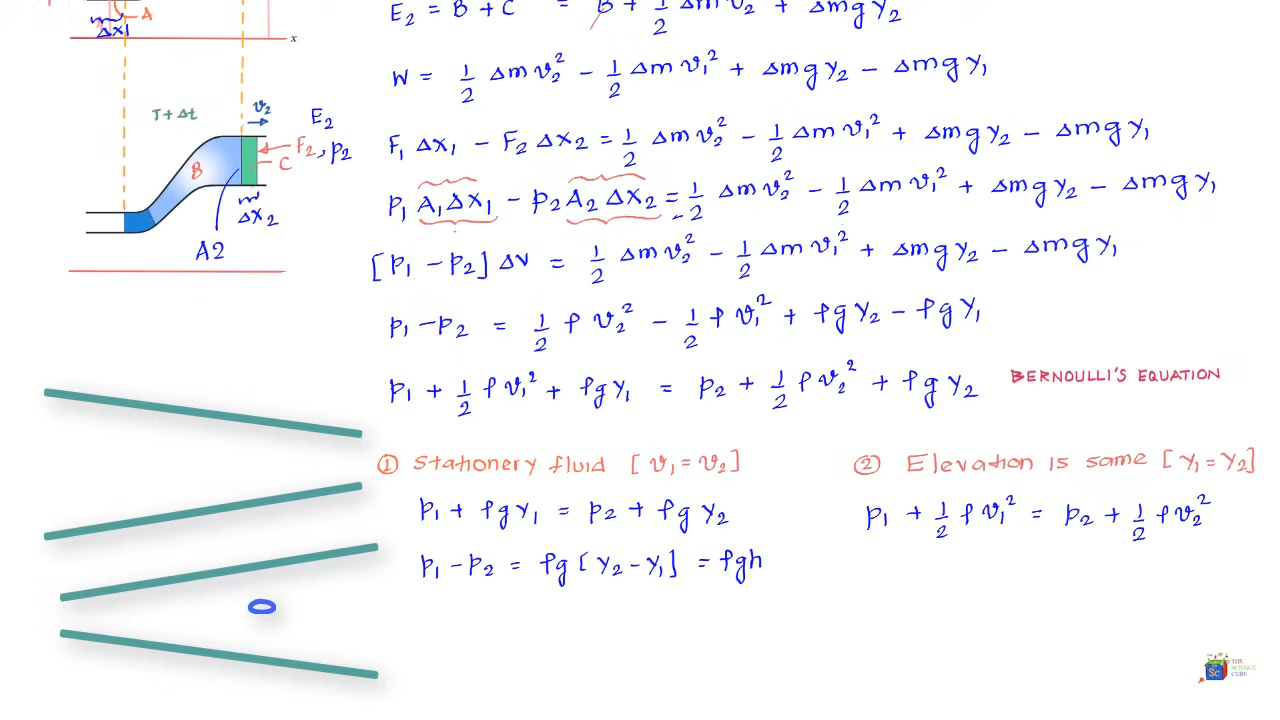 A
Δx1
x
E2 = B + C = B + 1/2 Δm v2² + Δmg y2
W = 1/2 Δm v2² - 1/2 Δm v1² + Δmg y2 - Δmg y1
T + Δt
v2
E2
F2, p2
B
C
Δx2
A2
F1 Δx1 - F2 Δx2 = 1/2 Δm v2² - 1/2 Δm v1² + Δmg y2 - Δmg y1
p1 A1 Δx1 - p2 A2 Δx2 = 1/2 Δm v2² - 1/2 Δm v1² + Δmg y2 - Δmg y1
[p1 - p2] Δv = 1/2 Δm v2² - 1/2 Δm v1² + Δmg y2 - Δmg y1
p1 - p2 = 1/2 ρ v2² - 1/2 ρ v1² + ρg y2 - ρg y1
p1 + 1/2 ρ v1² + ρg y1 = p2 + 1/2 ρ v2² + ρg y2 BERNOULLI'S EQUATION
① Stationery fluid [v1 = v2]
p1 + ρg y1 = p2 + ρg y2
p1 - p2 = ρg [y2 - y1] = ρgh
② Elevation is same [y1 = y2]
p1 + 1/2 ρ v1² = p2 + 1/2 ρ v2²
Sc THE
SCIENCE
CUBE